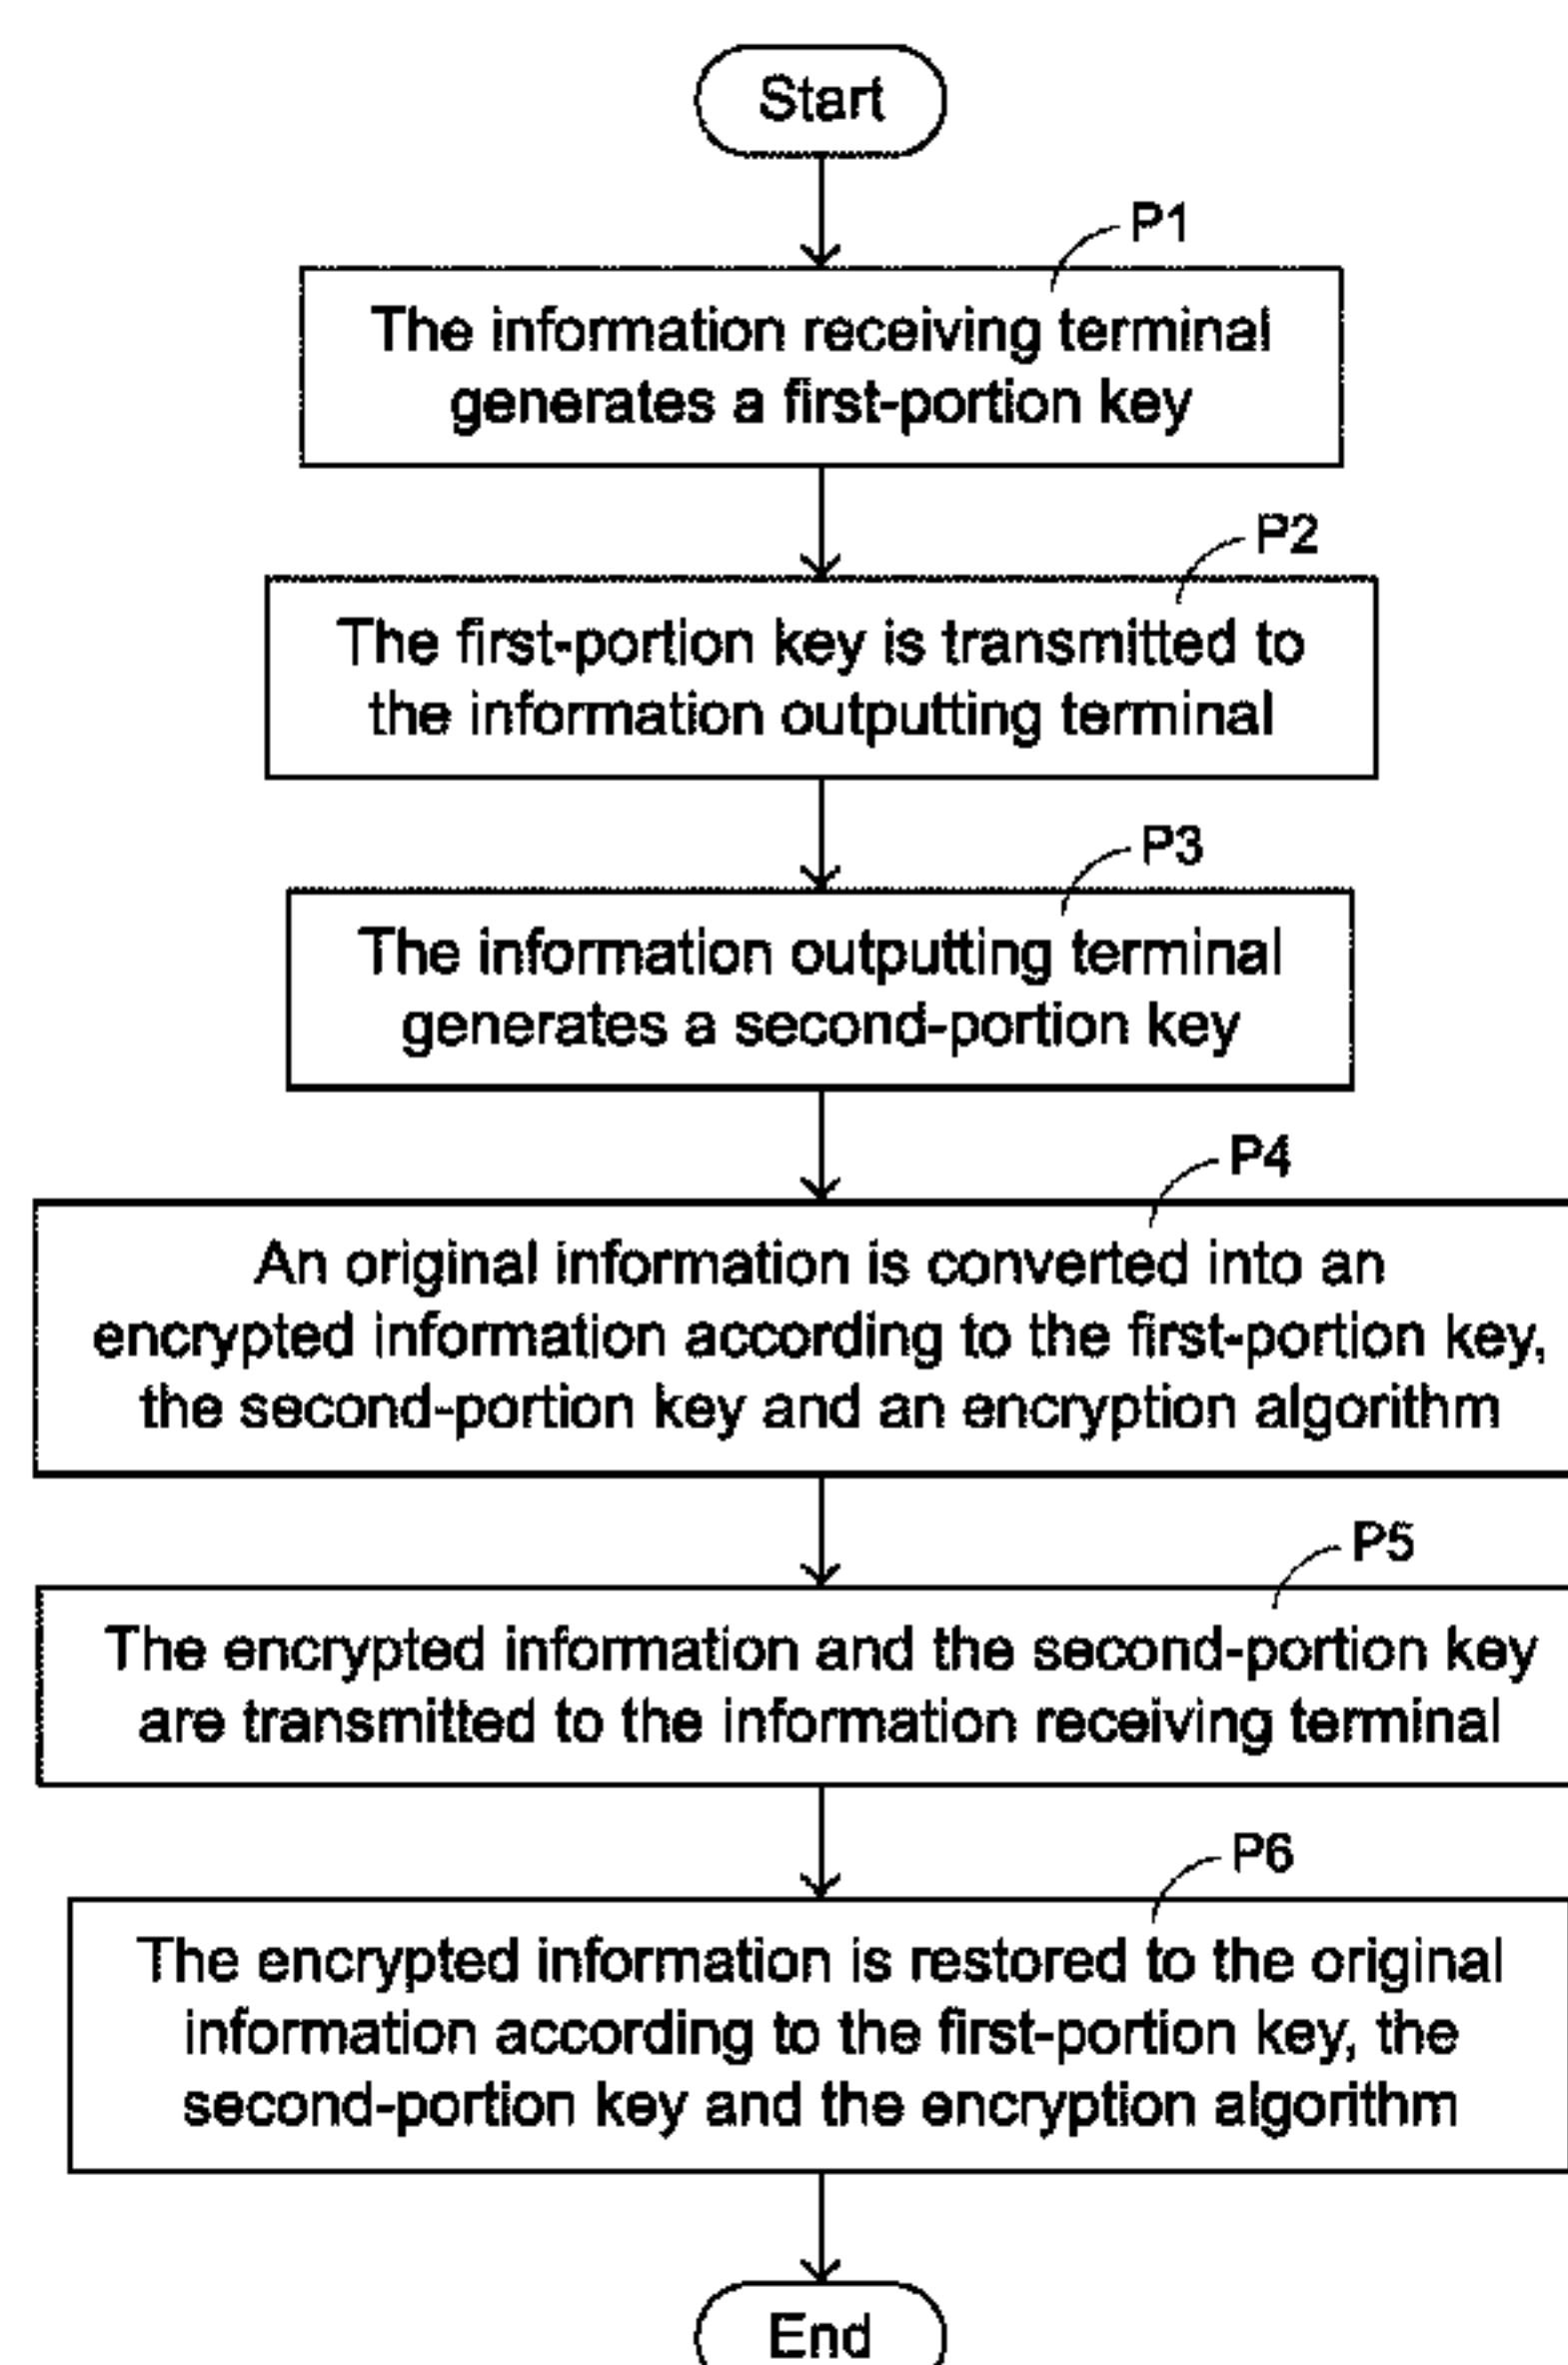 Start
P1
The information receiving terminal
generates a first-portion key
P2
The first-portion key is transmitted to
the information outputting terminal
P3
The information outputting terminal
generates a second-portion key
P4
An original information is converted into an
encrypted information according to the first-portion key,
the second-portion key and an encryption algorithm
P5
The encrypted information and the second-portion key
are transmitted to the information receiving terminal
P6
The encrypted information is restored to the original
information according to the first-portion key, the
second-portion key and the encryption algorithm
End